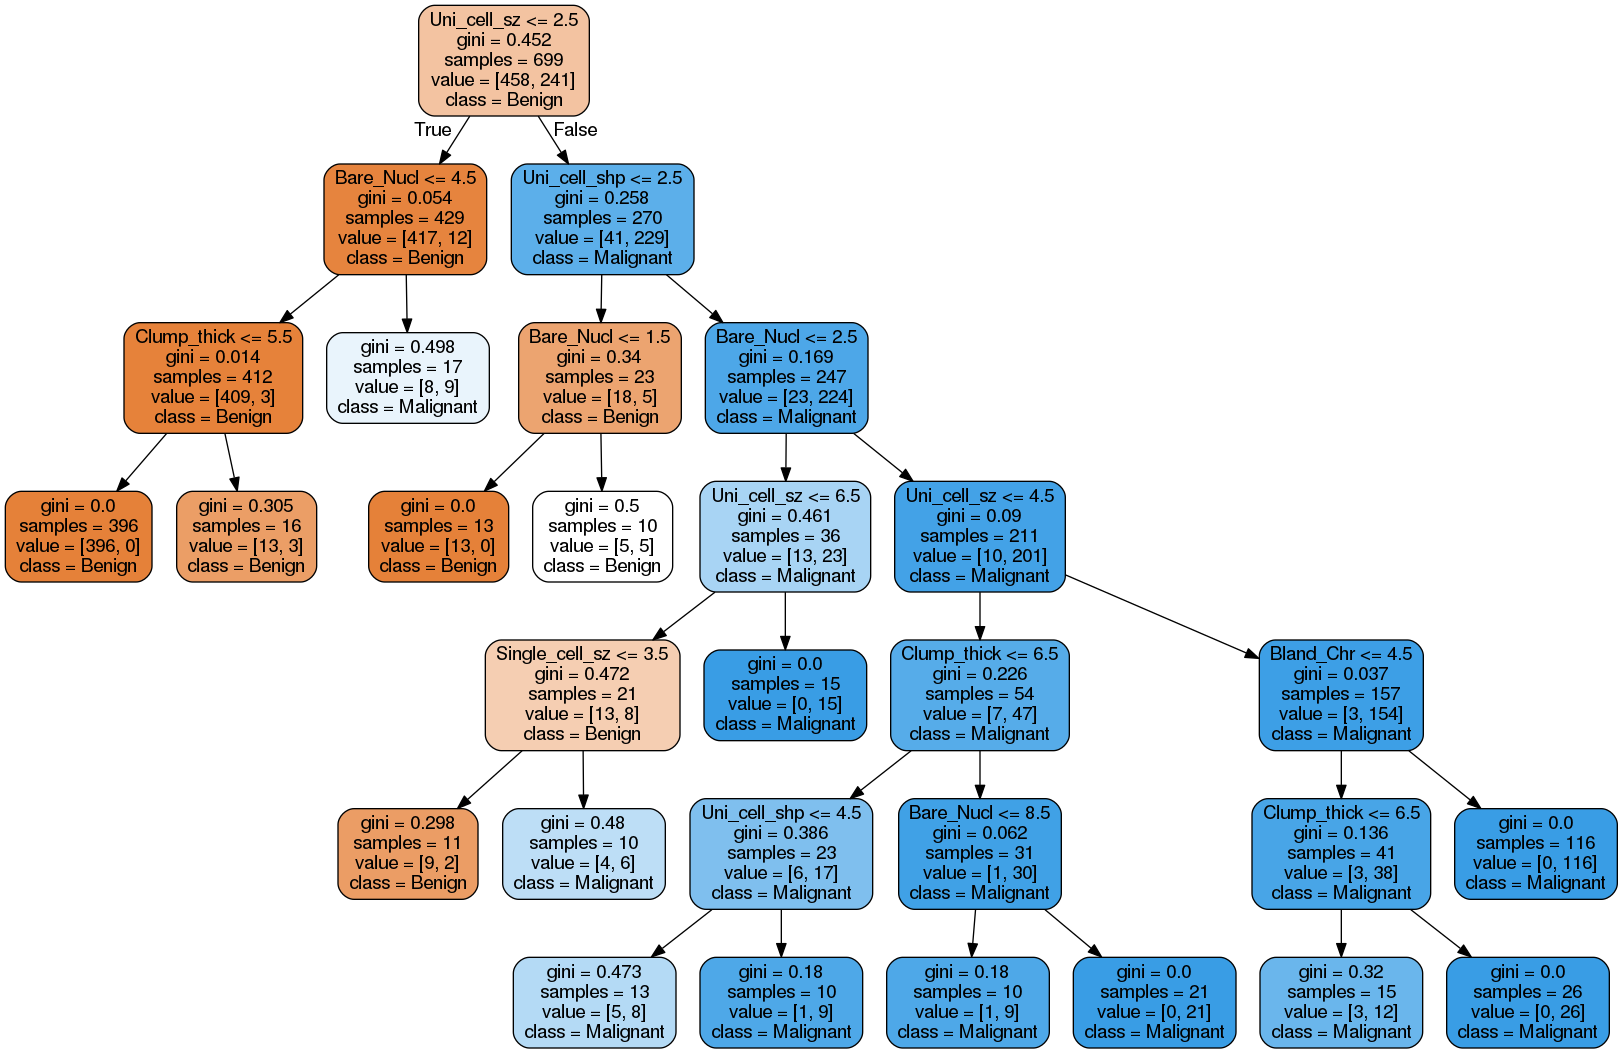 Uni_cell_sz <= 2.5
gini = 0.452
samples = 699
value = [458, 241]
class = Benign
True
False
Bare_Nucl <= 4.5
gini = 0.054
samples = 429
value = [417, 12]
class = Benign
Uni_cell_shp <= 2.5
gini = 0.258
samples = 270
value = [41, 229]
class = Malignant
Clump_thick <= 5.5
gini = 0.014
samples = 412
value = [409, 3]
class = Benign
gini = 0.498
samples = 17
value = [8, 9]
class = Malignant
Bare_Nucl <= 1.5
gini = 0.34
samples = 23
value = [18, 5]
class = Benign
Bare_Nucl <= 2.5
gini = 0.169
samples = 247
value = [23, 224]
class = Malignant
gini = 0.0
samples = 396
value = [396, 0]
class = Benign
gini = 0.305
samples = 16
value = [13, 3]
class = Benign
gini = 0.0
samples = 13
value = [13, 0]
class = Benign
gini = 0.5
samples = 10
value = [5, 5]
class = Benign
Uni_cell_sz <= 6.5
gini = 0.461
samples = 36
value = [13, 23]
class = Malignant
Uni_cell_sz <= 4.5
gini = 0.09
samples = 211
value = [10, 201]
class = Malignant
Single_cell_sz <= 3.5
gini = 0.472
samples = 21
value = [13, 8]
class = Benign
gini = 0.0
samples = 15
value = [0, 15]
class = Malignant
Clump_thick <= 6.5
gini = 0.226
samples = 54
value = [7, 47]
class = Malignant
Bland_Chr <= 4.5
gini = 0.037
samples = 157
value = [3, 154]
class = Malignant
gini = 0.298
samples = 11
value = [9, 2]
class = Benign
gini = 0.48
samples = 10
value = [4, 6]
class = Malignant
Uni_cell_shp <= 4.5
gini = 0.386
samples = 23
value = [6, 17]
class = Malignant
Bare_Nucl <= 8.5
gini = 0.062
samples = 31
value = [1, 30]
class = Malignant
Clump_thick <= 6.5
gini = 0.136
samples = 41
value = [3, 38]
class = Malignant
gini = 0.0
samples = 116
value = [0, 116]
class = Malignant
gini = 0.473
samples = 13
value = [5, 8]
class = Malignant
gini = 0.18
samples = 10
value = [1, 9]
class = Malignant
gini = 0.18
samples = 10
value = [1, 9]
class = Malignant
gini = 0.0
samples = 21
value = [0, 21]
class = Malignant
gini = 0.32
samples = 15
value = [3, 12]
class = Malignant
gini = 0.0
samples = 26
value = [0, 26]
class = Malignant